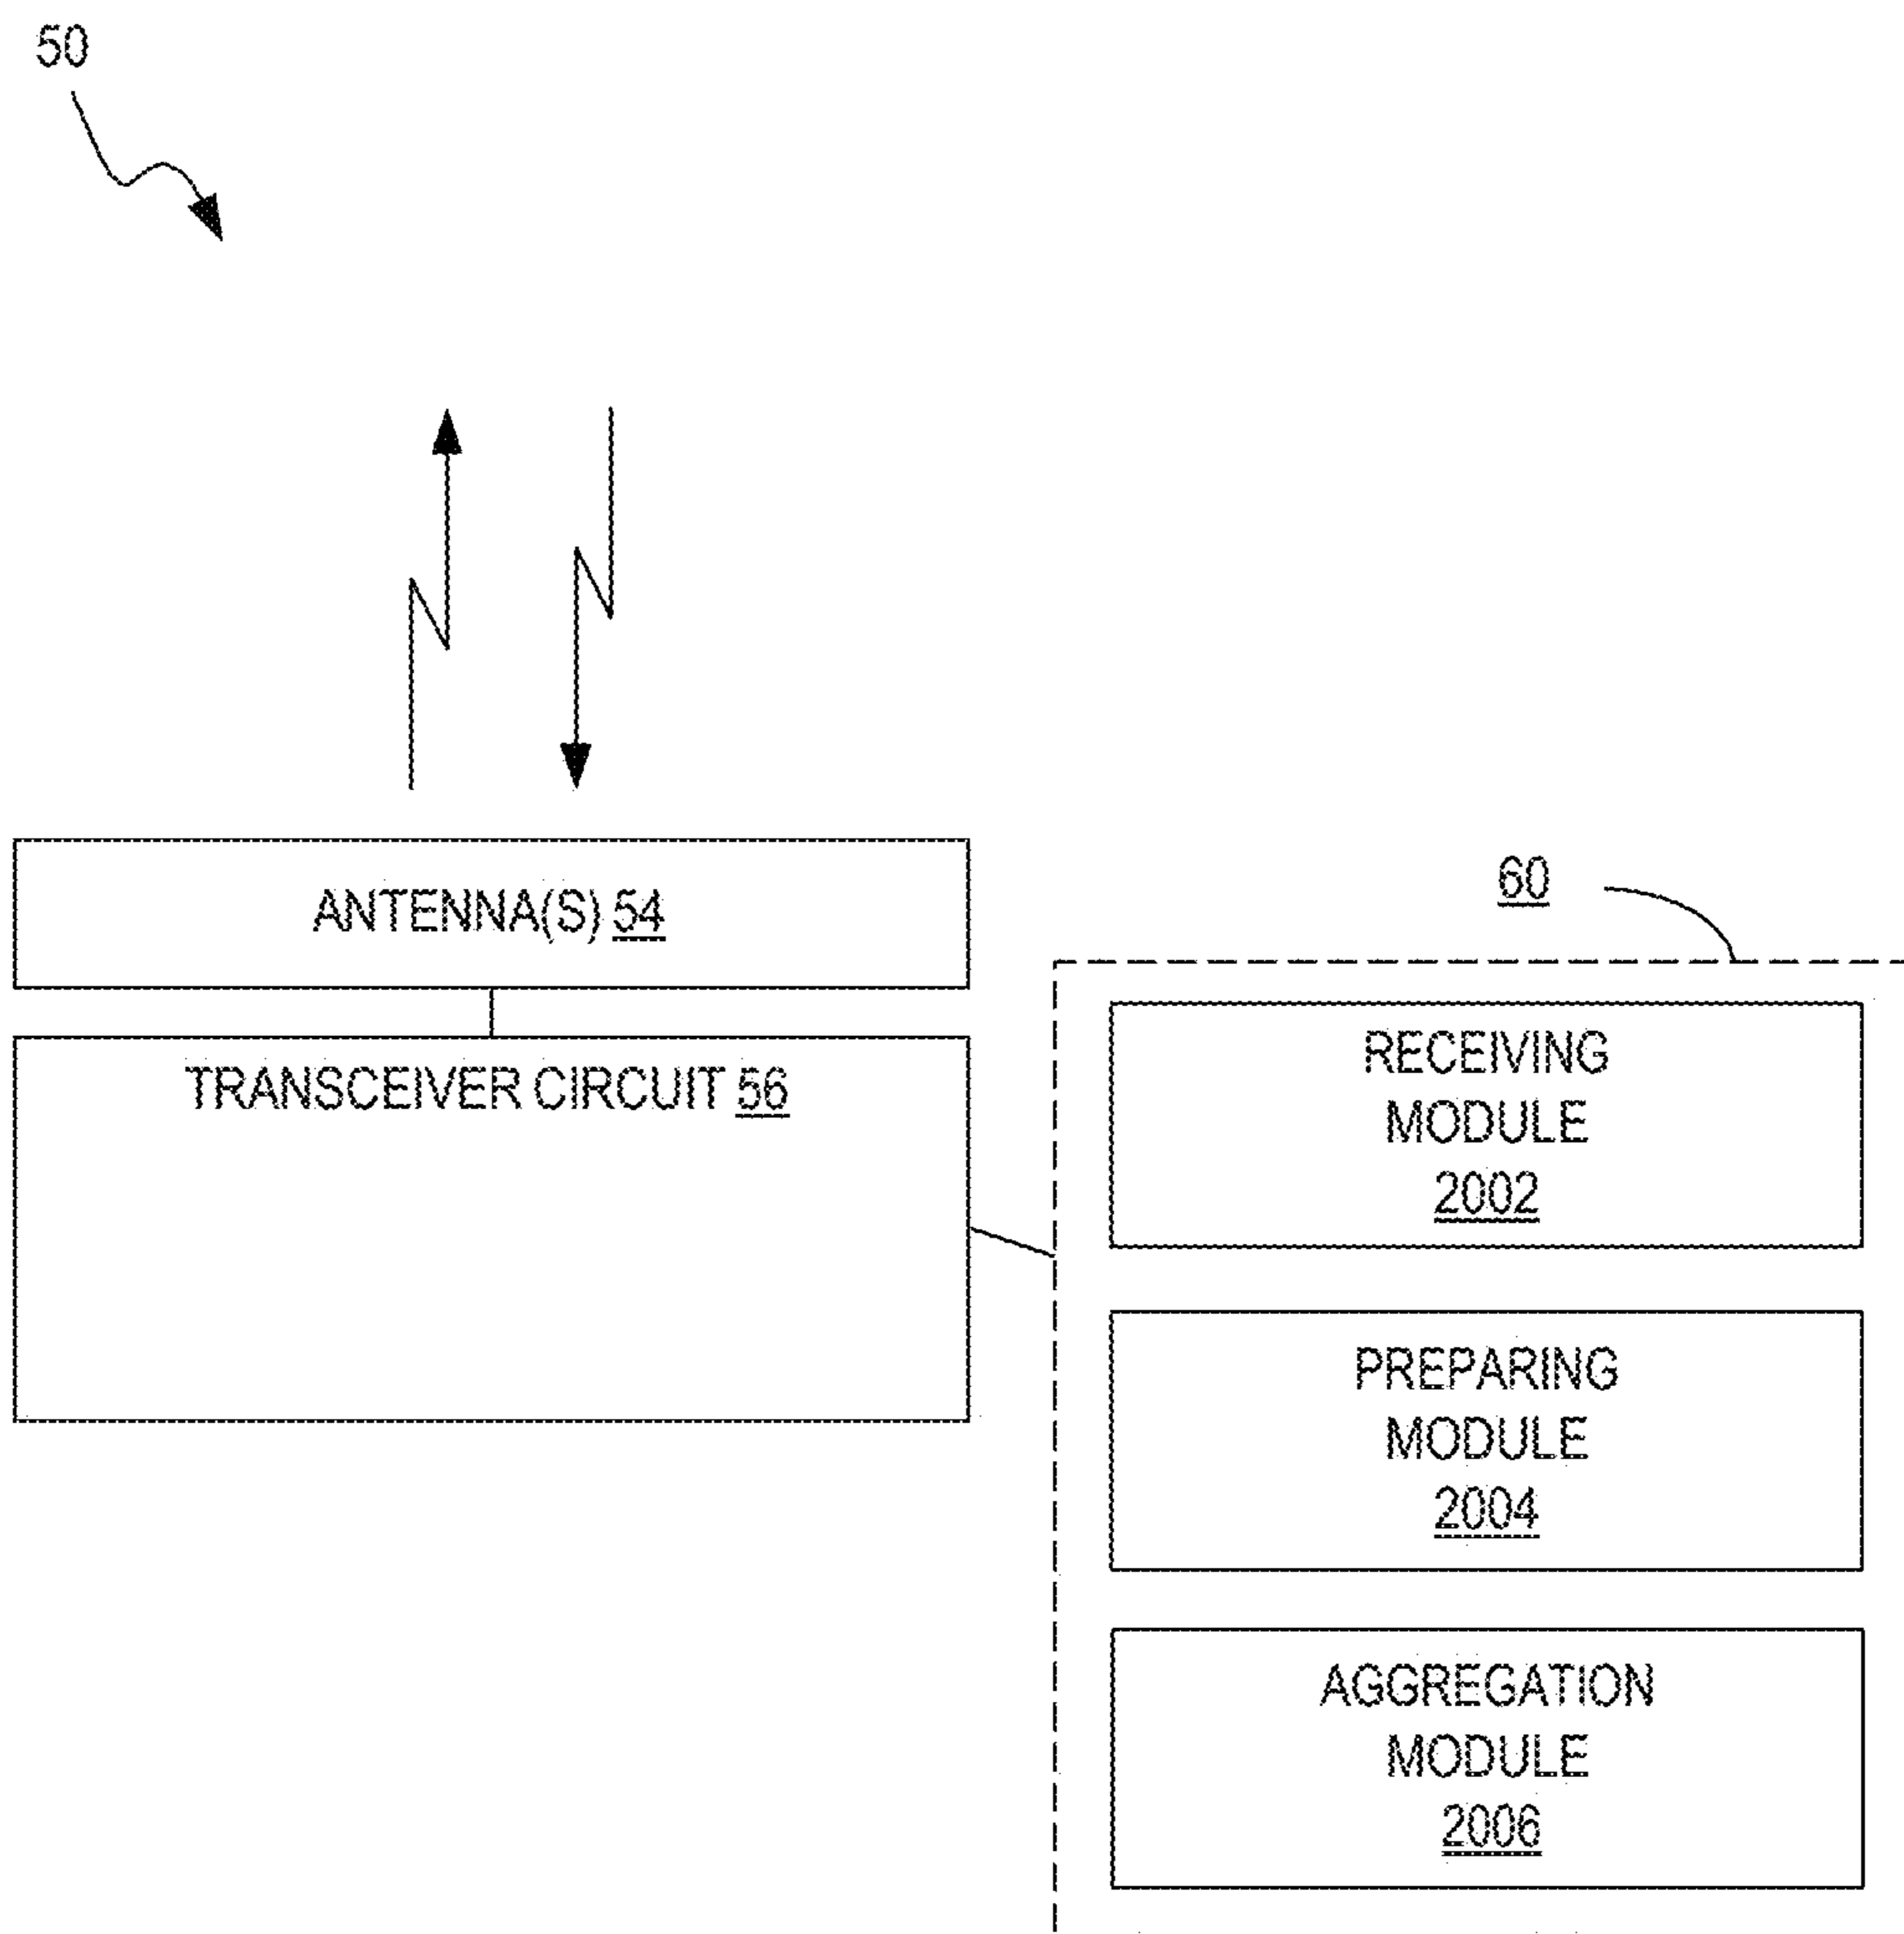 50
ANTENNA(S) 54
60
TRANSCEIVER CIRCUIT 56
RECEIVING
MODULE
2002
PREPARING
MODULE
2004
AGGREGATION
MODULE
2006